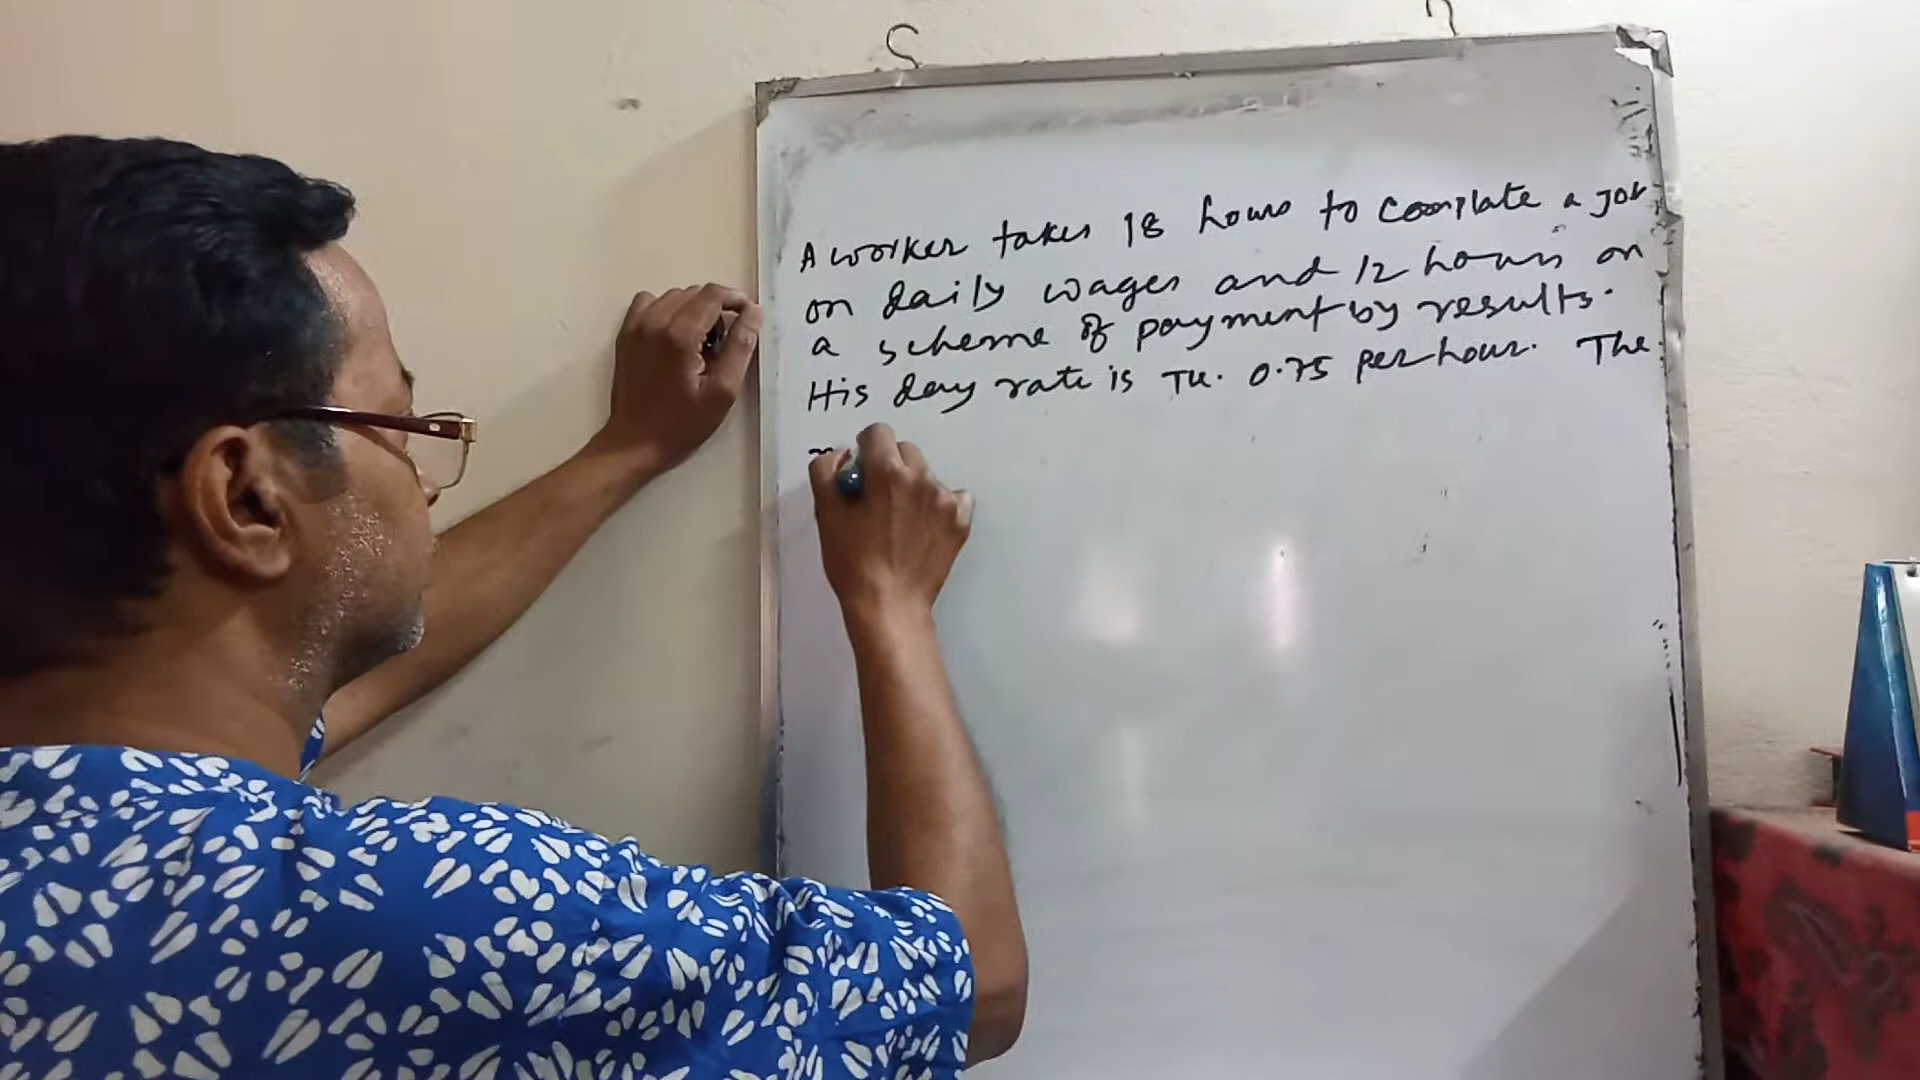 A worker takes 18 hours to complate a job
on daily wages and 12 hours on
a scheme of payment by results.
His day rate is TK. 0.75 per hour. The